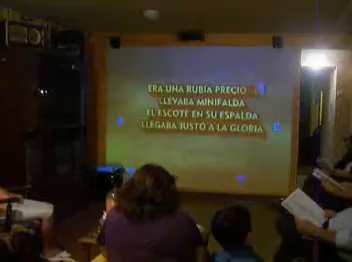 ERA UNA RUBIA PRECIO
LLEVABA MINIFALDA
EL ESCOTE EN SU ESPALDA
LLEGABA JUSTO A LA GLORIA